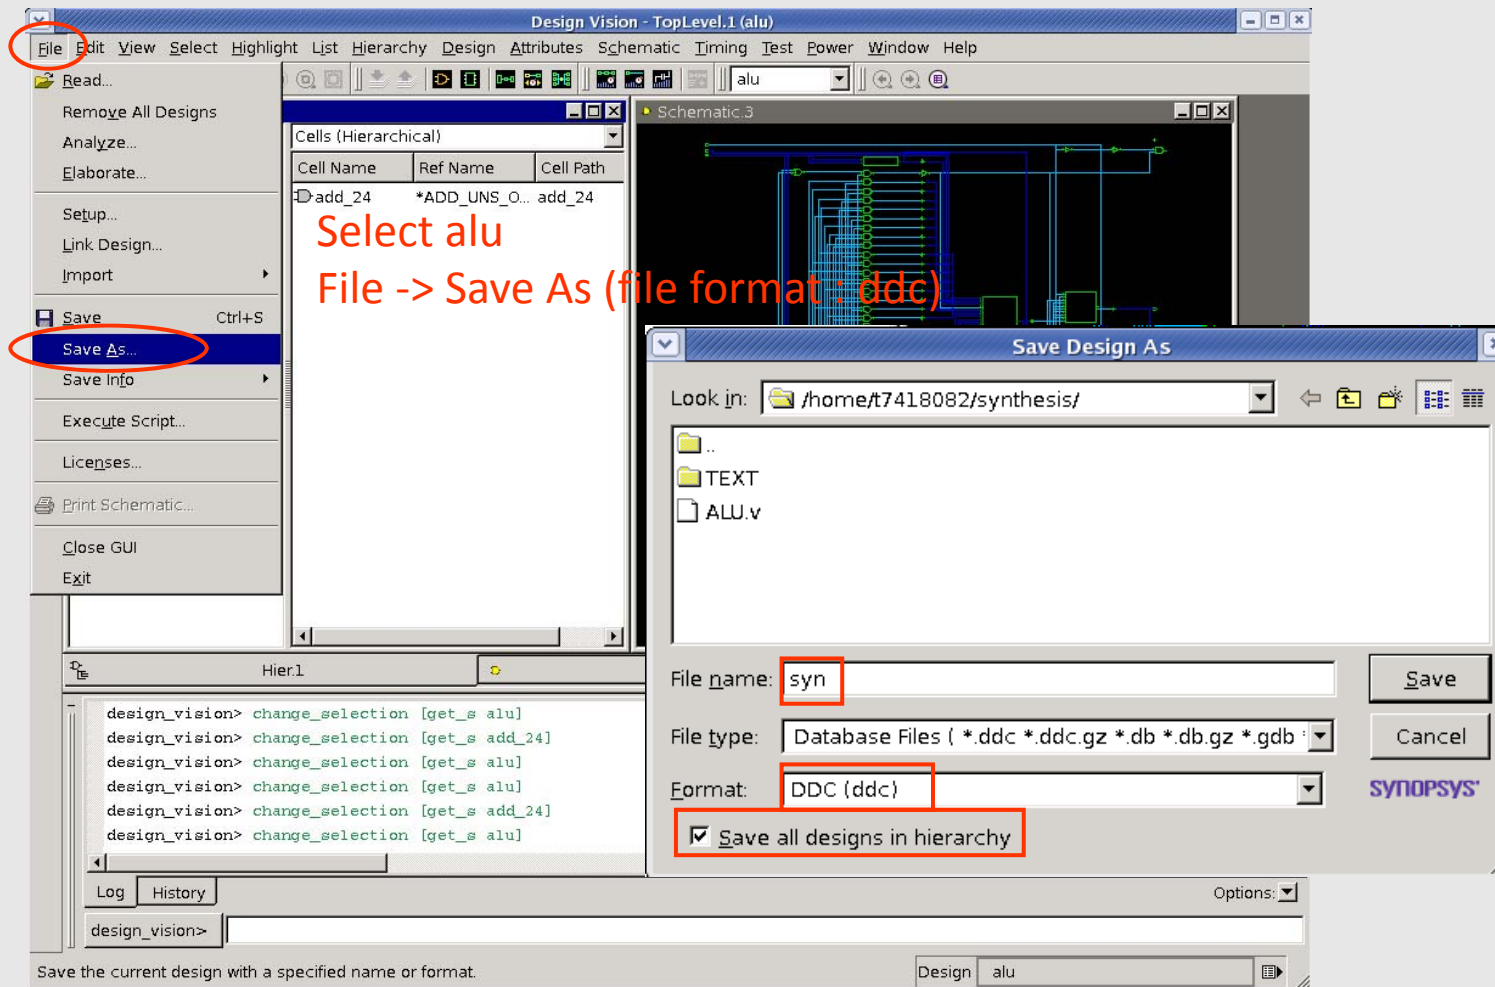 Design Vision - TopLevel.1 (alu)
File Edit View Select Highlight List Hierarchy Design Attributes Schematic Timing Test Power Window Help
alu
Read...
Remove All Designs
Analyze...
Elaborate...
Setup...
Link Design...
Import
Save Ctrl+S
Save As...
Save Info
Execute Script...
Licenses...
Print Schematic...
Close GUI
Exit
Cells (Hierarchical)
Cell Name Ref Name Cell Path
add_24 *ADD_UNS_O... add_24
Schematic.3
Select alu
File -> Save As (file format : ddc)
Save Design As
Look in: /home/t7418082/synthesis/
..
TEXT
ALU.v
File name: syn
Save
File type: Database Files ( *.ddc *.ddc.gz *.db *.db.gz *.gdb
Cancel
Format: DDC (ddc)
SYNOPSYS
Save all designs in hierarchy
Hier.1
design_vision> change_selection [get_s alu]
design_vision> change_selection [get_s add_24]
design_vision> change_selection [get_s alu]
design_vision> change_selection [get_s alu]
design_vision> change_selection [get_s add_24]
design_vision> change_selection [get_s alu]
Log History
Options:
design_vision>
Save the current design with a specified name or format.
Design alu